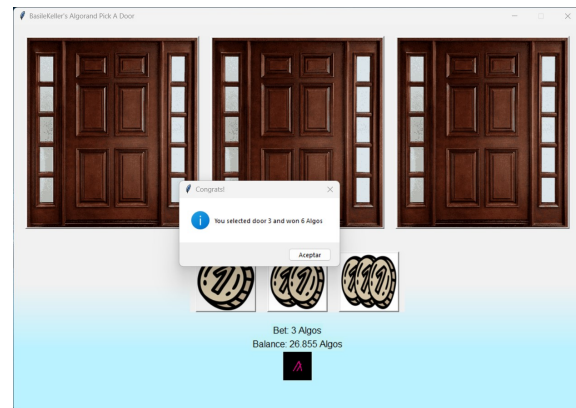 BasileKeller's Algorand Pick A Door
Congrats!
You selected door 3 and won 6 Algos
Aceptar
Bet: 3 Algos
Balance: 26.855 Algos